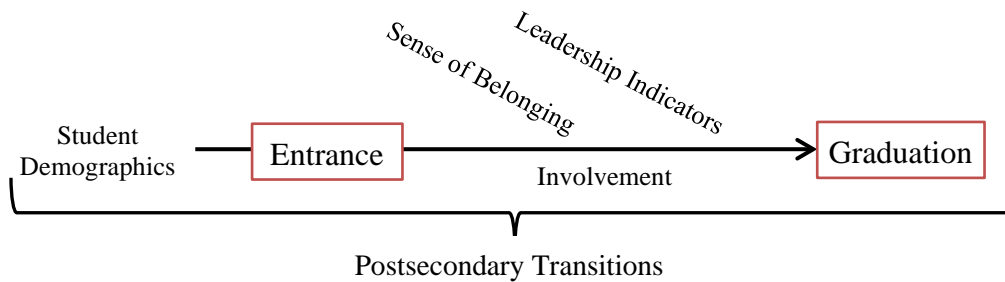 Sense of Belonging
Leadership Indicators
Student
Demographics
Entrance
Involvement
Graduation
Postsecondary Transitions